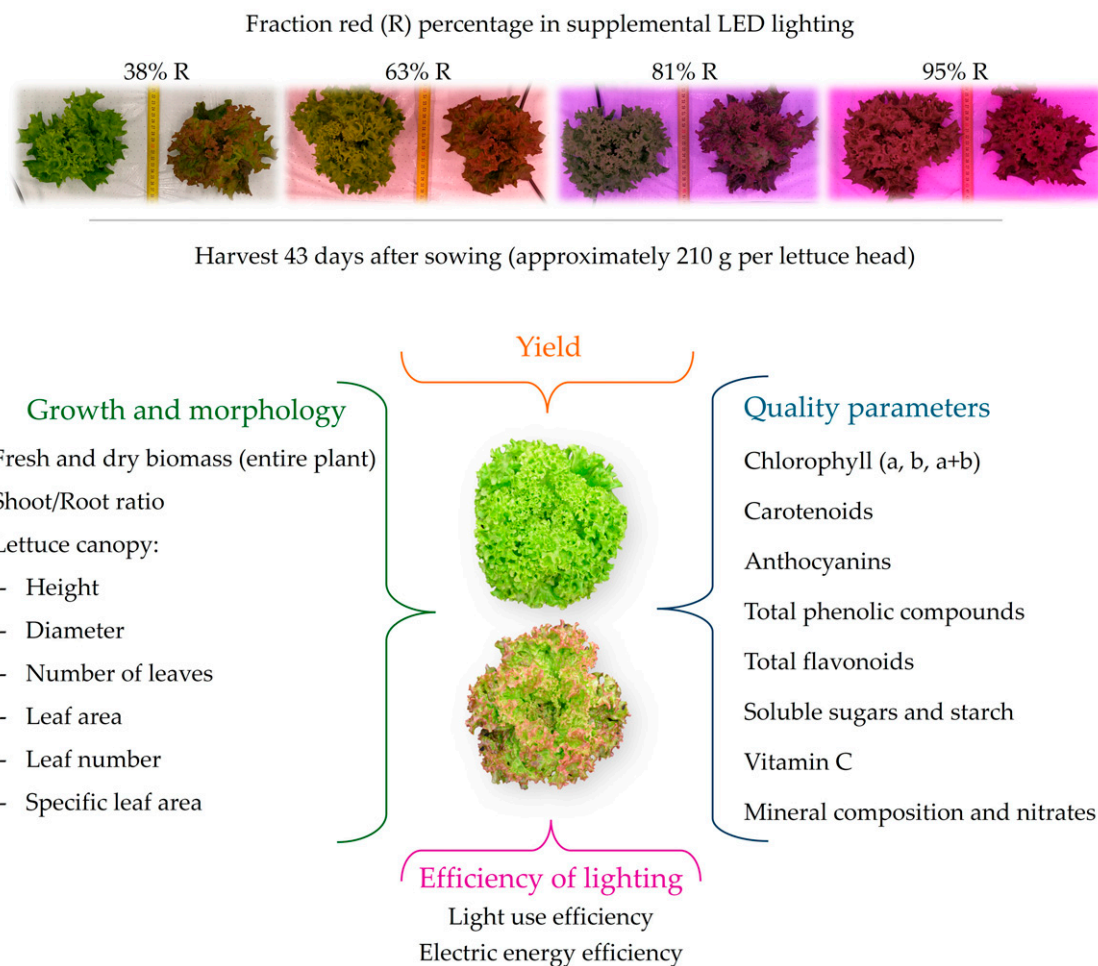 Fraction red (R) percentage in supplemental LED lighting
38% R
63% R
81% R
95% R
Harvest 43 days after sowing (approximately 210 g per lettuce head)
Yield
Growth and morphology
Fresh and dry biomass (entire plant)
Shoot/Root ratio
Lettuce canopy:
- Height
- Diameter
- Number of leaves
- Leaf area
- Leaf number
- Specific leaf area
Quality parameters
Chlorophyll (a, b, a+b)
Carotenoids
Anthocyanins
Total phenolic compounds
Total flavonoids
Soluble sugars and starch
Vitamin C
Mineral composition and nitrates
Efficiency of lighting
Light use efficiency
Electric energy efficiency